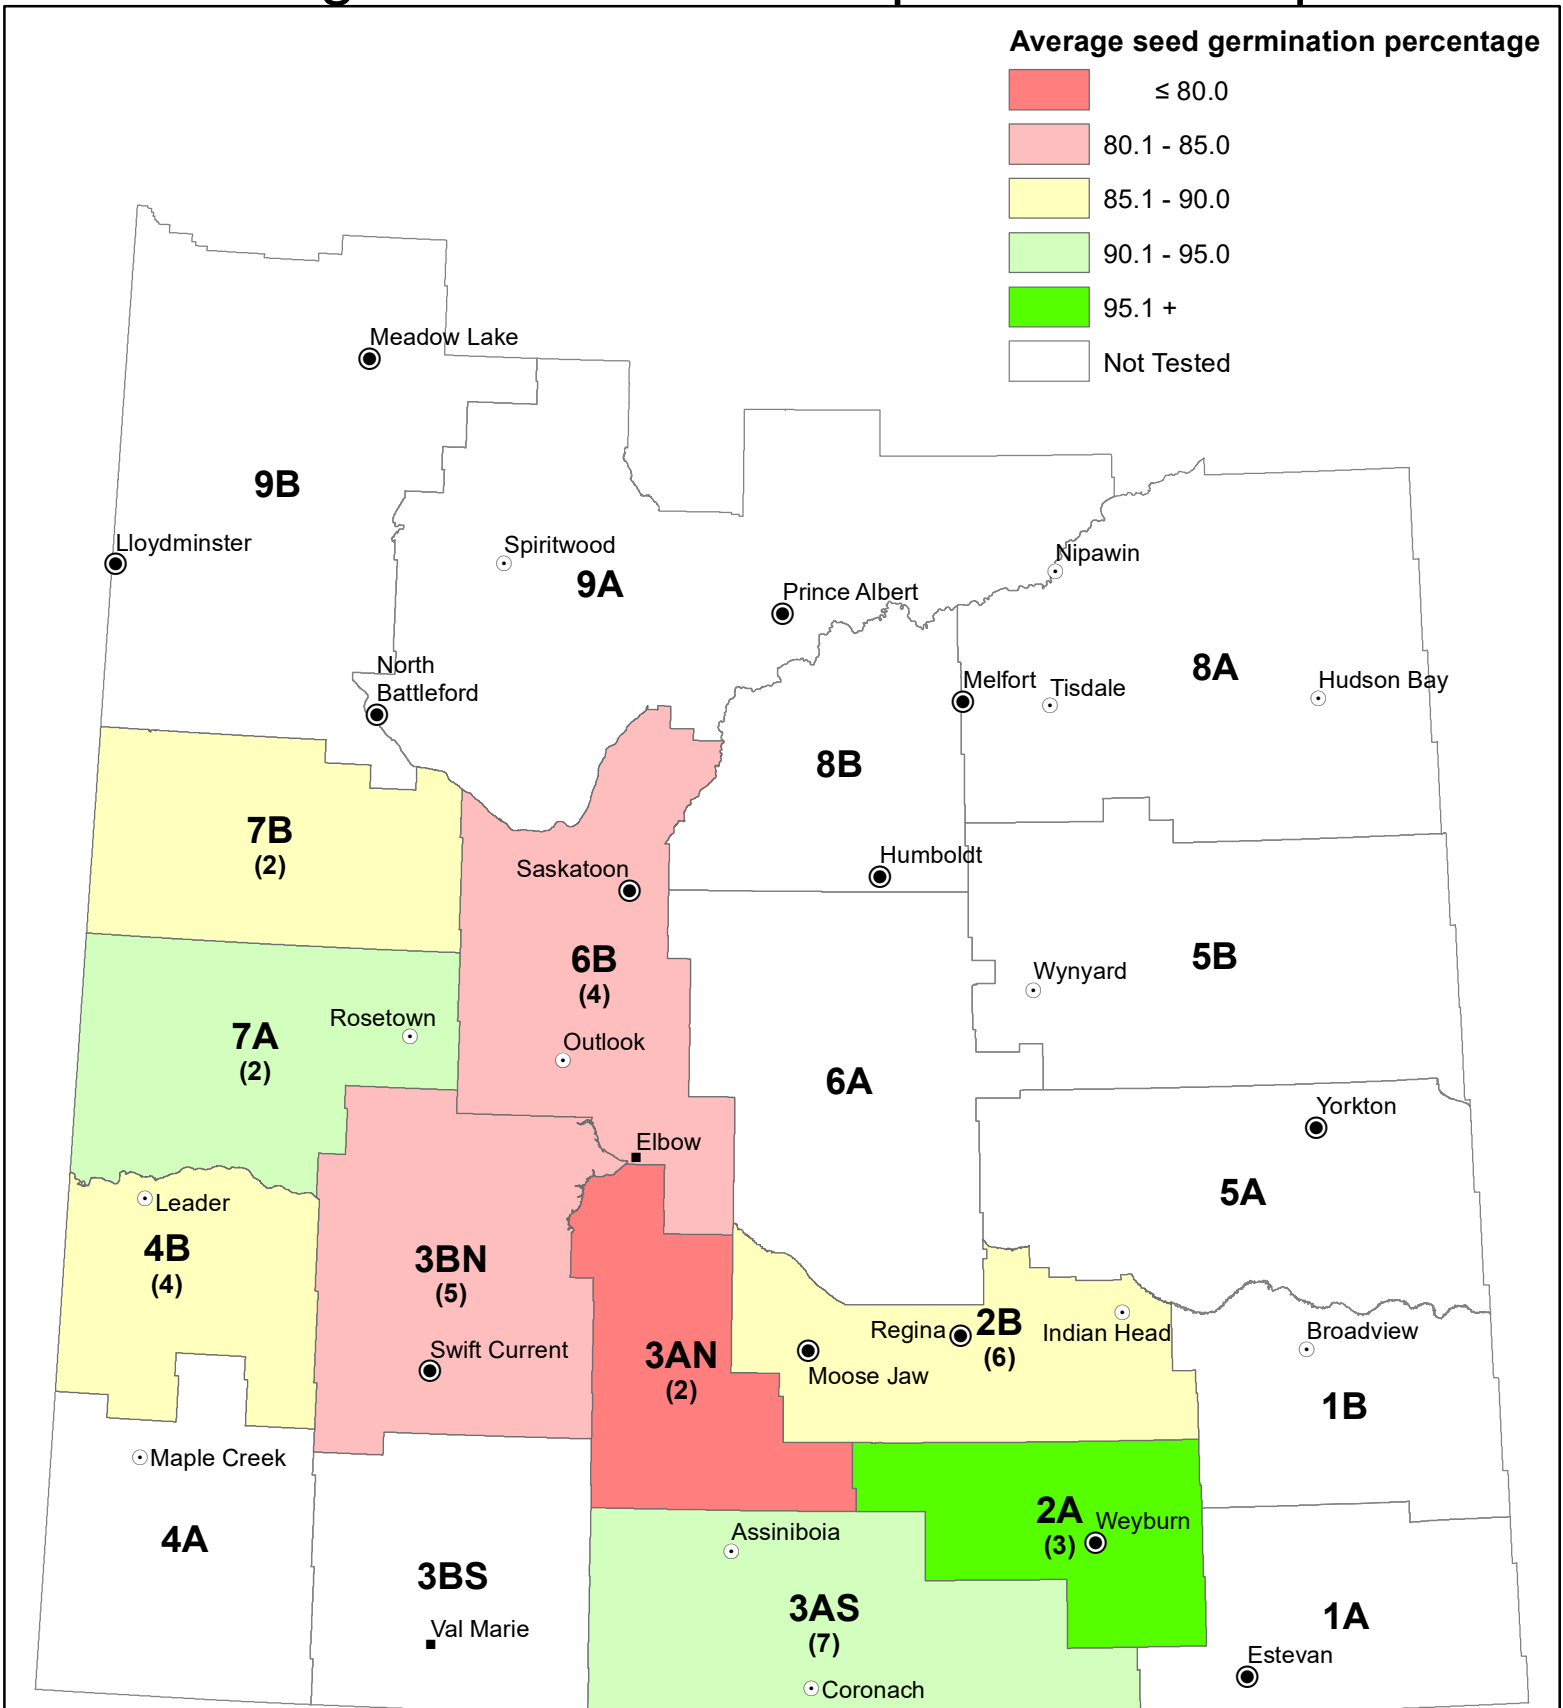 Average seed germination percentage
≤ 80.0
80.1 - 85.0
85.1 - 90.0
90.1 - 95.0
95.1 +
Not Tested
Meadow Lake
9B
Lloydminster
Spiritwood
9A
Nipawin
Prince Albert
North
Battleford
8A
Melfort
Tisdale
Hudson Bay
8B
7B
(2)
Humboldt
Saskatoon
6B
(4)
5B
Wynyard
Rosetown
7A
(2)
Outlook
6A
Yorkton
Elbow
5A
Leader
4B
(4)
3BN
(5)
Swift Current
3AN
(2)
Regina
2B
(6)
Moose Jaw
Indian Head
Broadview
1B
Maple Creek
4A
2A
(3)
Weyburn
Assiniboia
3BS
Val Marie
3AS
(7)
Coronach
1A
Estevan